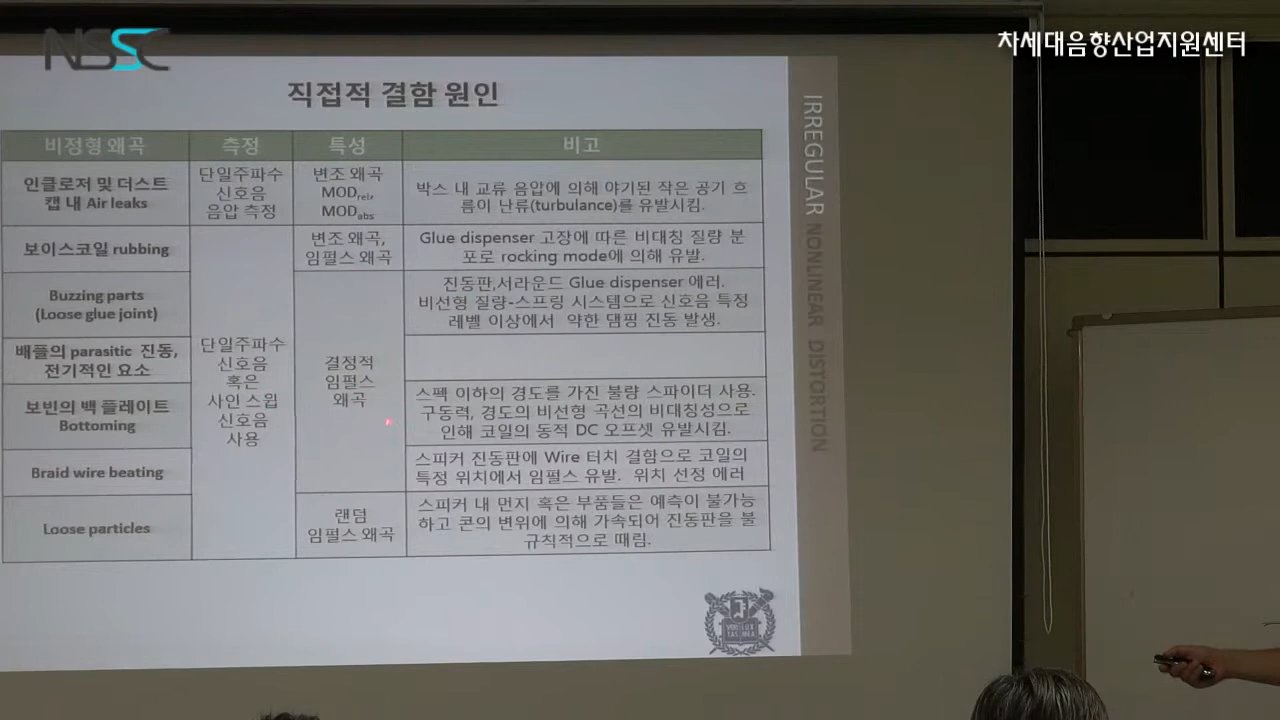 NSSC
차세대음향산업지원센터
직접적 결함 원인
비정형 왜곡
측정
특성
비고
인클로저 및 더스트
캡 내 Air leaks
단일주파수
신호음
음압 측정
변조 왜곡
MODrel,
MODabs
박스 내 교류 음압에 의해 야기된 작은 공기 흐
름이 난류(turbulance)를 유발시킴.
보이스코일 rubbing
변조 왜곡,
임펄스 왜곡
Glue dispenser 고장에 따른 비대칭 질량 분
포로 rocking mode에 의해 유발.
Buzzing parts
(Loose glue joint)
진동판,서라운드 Glue dispenser 에러.
비선형 질량-스프링 시스템으로 신호음 특정
레벨 이상에서 약한 댐핑 진동 발생.
배플의 parasitic 진동,
전기적인 요소
단일주파수
신호음
혹은
사인 스윕
신호음
사용
결정적
임펄스
왜곡
보빈의 백 플레이트
Bottoming
스펙 이하의 경도를 가진 불량 스파이더 사용.
구동력, 경도의 비선형 곡선의 비대칭성으로
인해 코일의 동적 DC 오프셋 유발시킴.
Braid wire beating
스피커 진동판에 Wire 터치 결함으로 코일의
특정 위치에서 임펄스 유발. 위치 선정 에러
Loose particles
랜덤
임펄스 왜곡
스피커 내 먼지 혹은 부품들은 예측이 불가능
하고 콘의 변위에 의해 가속되어 진동판을 불
규칙적으로 때림.
IRREGULAR NONLINEAR DISTORTION
VERI LUX
TAS MEA